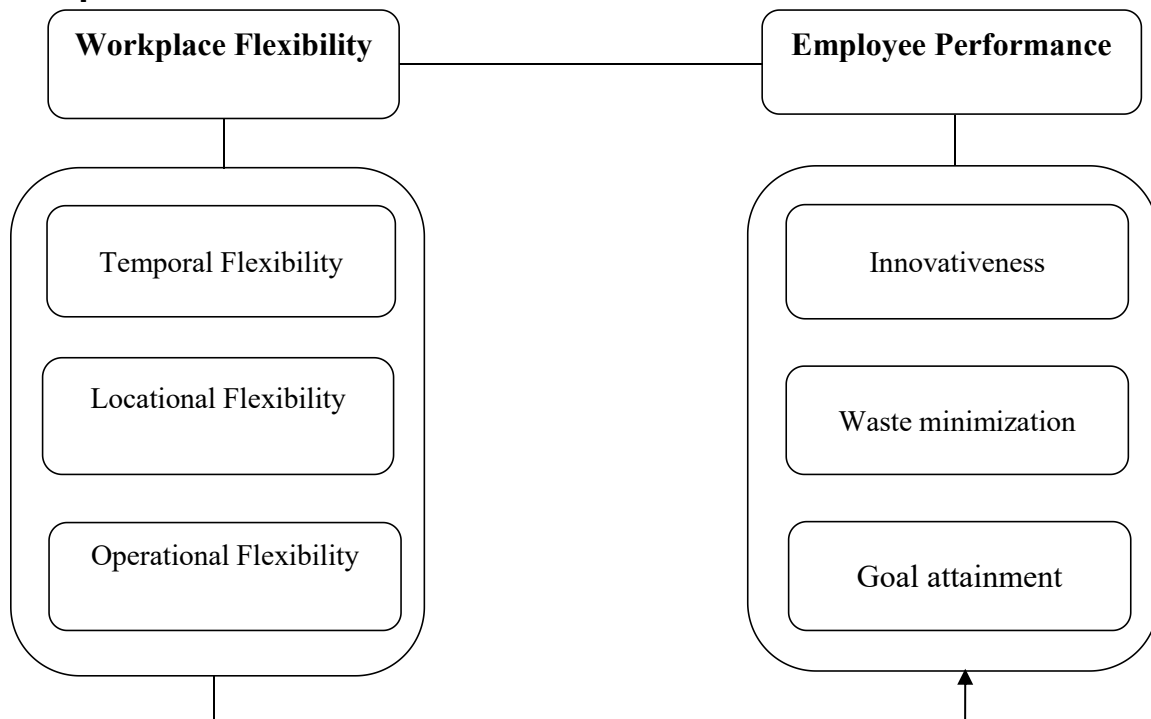 Workplace Flexibility
Employee Performance
Temporal Flexibility
Locational Flexibility
Operational Flexibility
Innovativeness
Waste minimization
Goal attainment